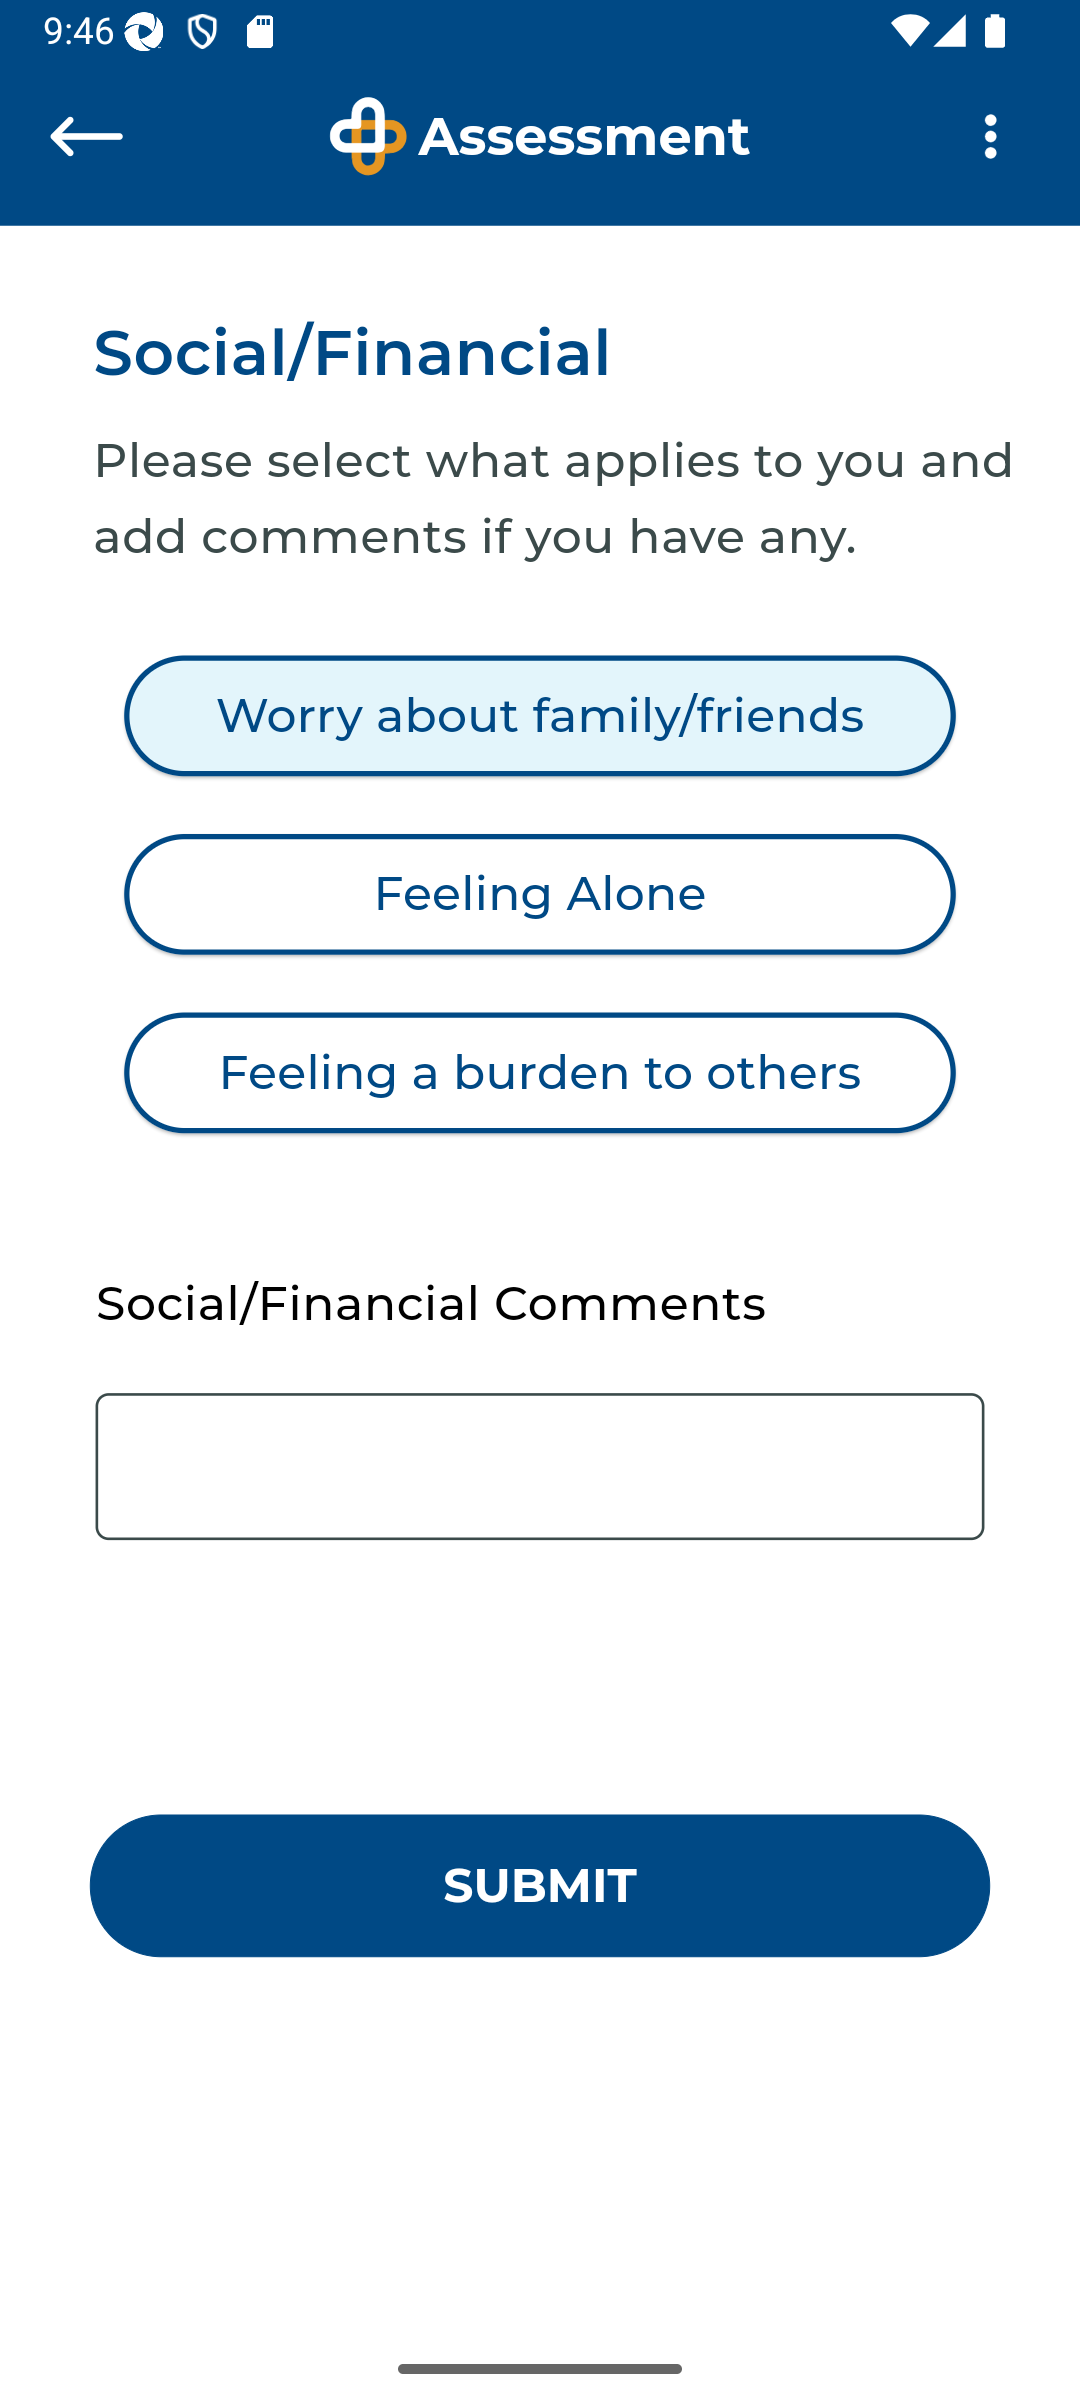 9:46
Assessment
Social/Financial
Please select what applies to you and
add comments if you have any.
Worry about family/friends
Feeling Alone
Feeling a burden to others
Social/Financial Comments
SUBMIT